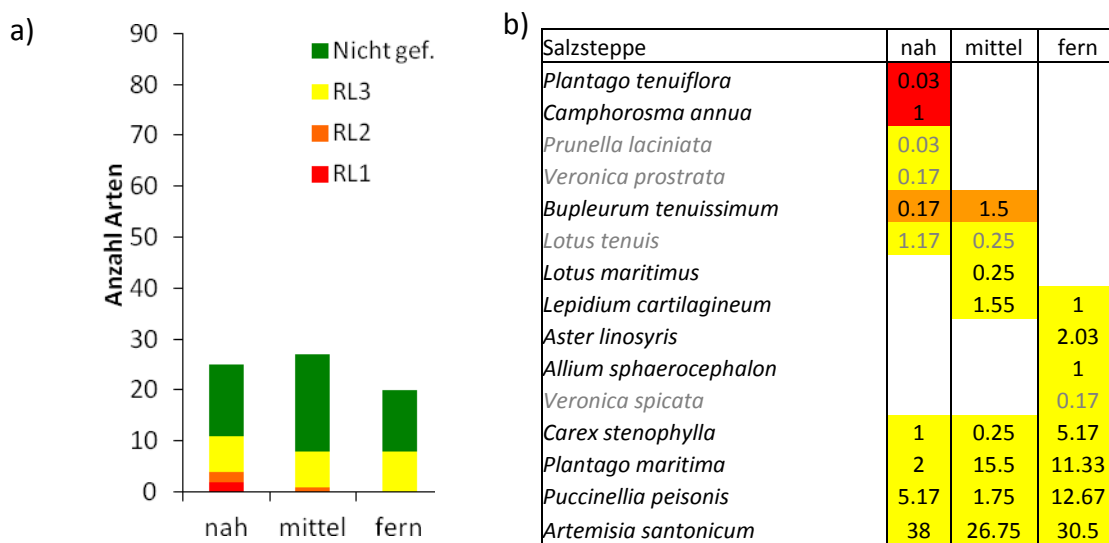 a)
90
80
70
60
50
40
30
20
10
0
Anzahl Arten
Nicht gef.
RL3
RL2
RL1
nah mittel fern
b)
Salzsteppe nah mittel fern
Plantago tenuiflora 0.03
Camphorosma annua 1
Prunella laciniata 0.03
Veronica prostrata 0.17
Bupleurum tenuissimum 0.17 1.5
Lotus tenuis 1.17 0.25
Lotus maritimus 0.25
Lepidium cartilagineum 1.55 1
Aster linosyris 2.03
Allium sphaerocephalon 1
Veronica spicata 0.17
Carex stenophylla 1 0.25 5.17
Plantago maritima 2 15.5 11.33
Puccinellia peisonis 5.17 1.75 12.67
Artemisia santonicum 38 26.75 30.5